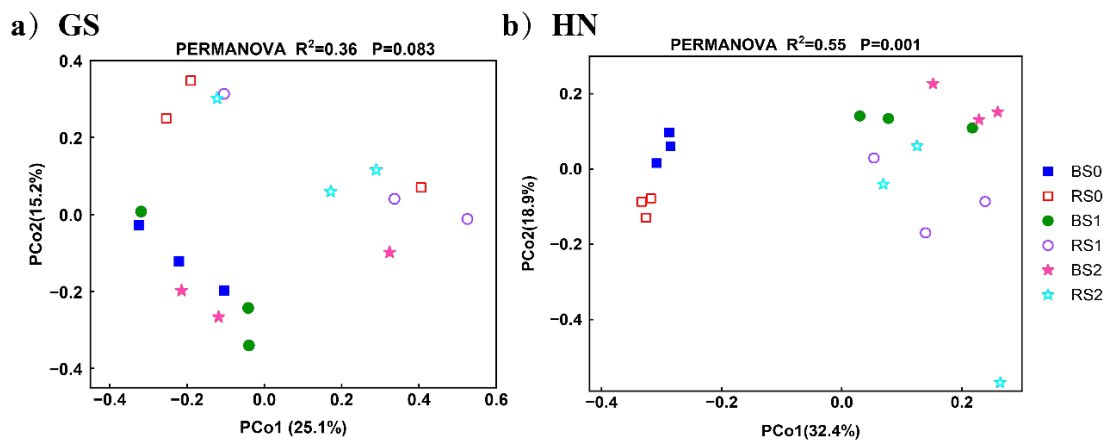 a）GS
PERMANOVA R²=0.36 P=0.083
0.4
0.2
0.0
−0.2
−0.4
PCo2(15.2%)
−0.4 −0.2 0.0 0.2 0.4 0.6
PCo1 (25.1%)
b）HN
PERMANOVA R²=0.55 P=0.001
0.2
0.0
−0.2
−0.4
PCo2(18.9%)
−0.4 0.0 0.2
PCo1(32.4%)
BS0
RS0
BS1
RS1
BS2
RS2